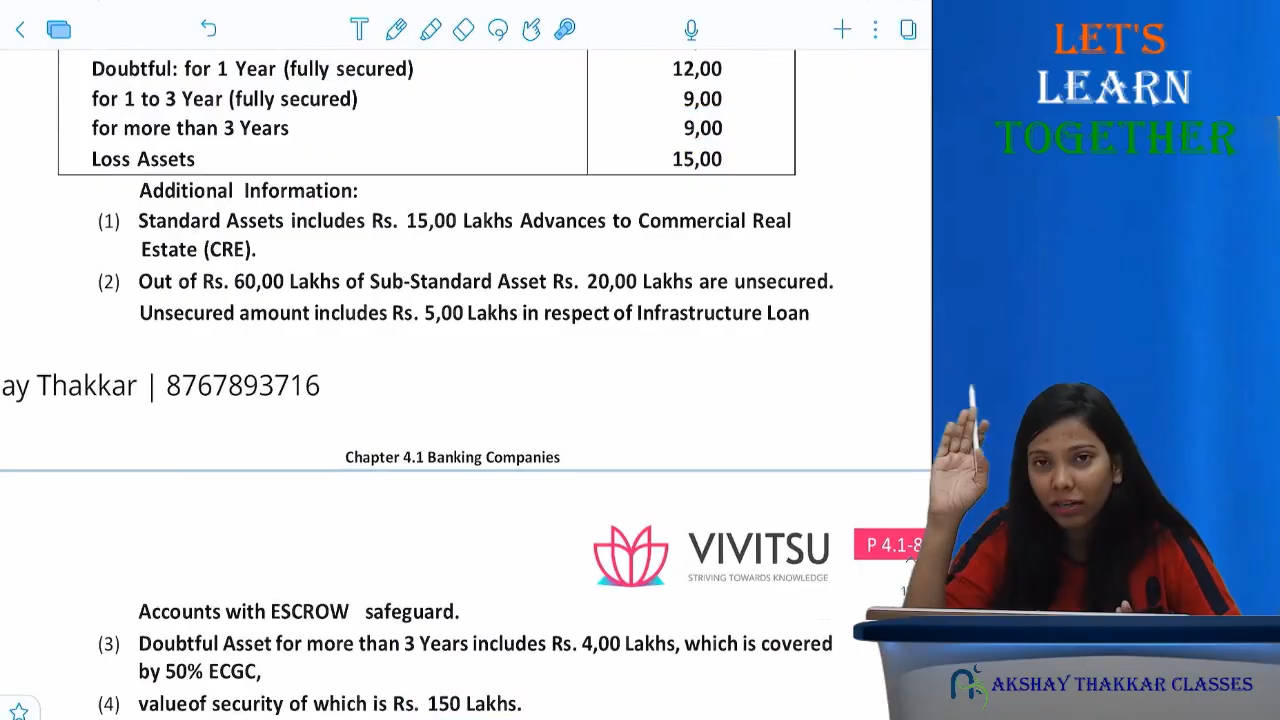 Doubtful: for 1 Year (fully secured) 12,00
for 1 to 3 Year (fully secured) 9,00
for more than 3 Years 9,00
Loss Assets 15,00
Additional Information:
(1) Standard Assets includes Rs. 15,00 Lakhs Advances to Commercial Real
Estate (CRE).
(2) Out of Rs. 60,00 Lakhs of Sub-Standard Asset Rs. 20,00 Lakhs are unsecured.
Unsecured amount includes Rs. 5,00 Lakhs in respect of Infrastructure Loan
ay Thakkar | 8767893716
Chapter 4.1 Banking Companies
VIVITSU
STRIVING TOWARDS KNOWLEDGE
P 4.1-8
Accounts with ESCROW safeguard.
(3) Doubtful Asset for more than 3 Years includes Rs. 4,00 Lakhs, which is covered
by 50% ECGC,
(4) valueof security of which is Rs. 150 Lakhs.
LET'S
LEARN
TOGETHER
AKSHAY THAKKAR CLASSES